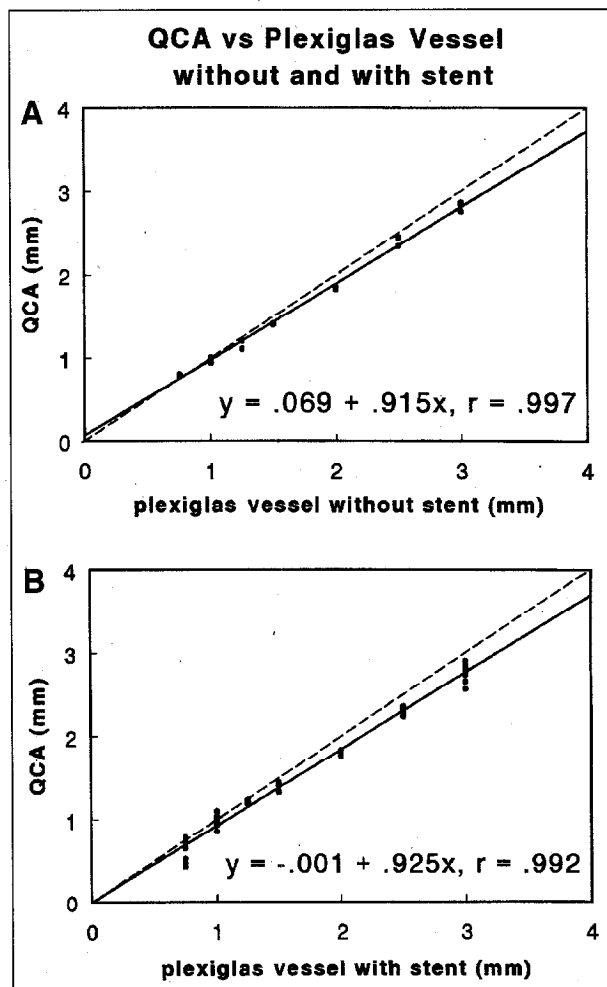 QCA vs Plexiglas Vessel
without and with stent
A
4
3
2
1
0
QCA (mm)
y = .069 + .915x, r = .997
0 1 2 3 4
plexiglas vessel without stent (mm)
B
4
3
2
1
0
QCA (mm)
y = -.001 + .925x, r = .992
0 1 2 3 4
plexiglas vessel with stent (mm)